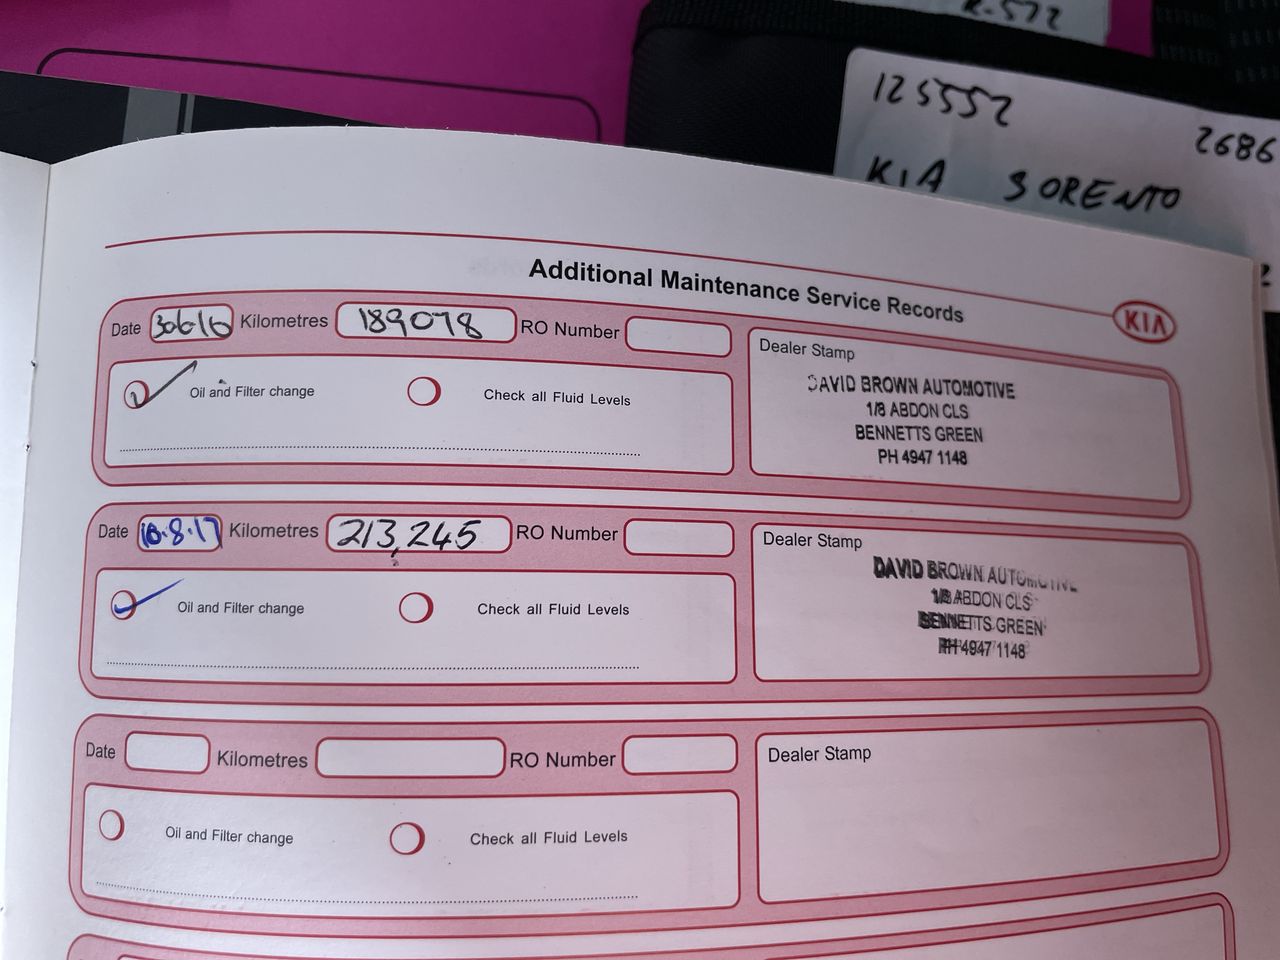 R-572
125552
2686
KIA SORENTO
Additional Maintenance Service Records
KIA
Date 30616 Kilometres 189078 RO Number
Dealer Stamp
Oil and Filter change Check all Fluid Levels
DAVID BROWN AUTOMOTIVE
1/8 ABDON CLS
BENNETTS GREEN
PH 4947 1148
Date 18.8.17 Kilometres 213,245 RO Number
Dealer Stamp
Oil and Filter change Check all Fluid Levels
DAVID BROWN AUTOMOTIVE
1/8 ABDON CLS
BENNETTS GREEN
PH 4947 1148
Date Kilometres RO Number
Dealer Stamp
Oil and Filter change Check all Fluid Levels